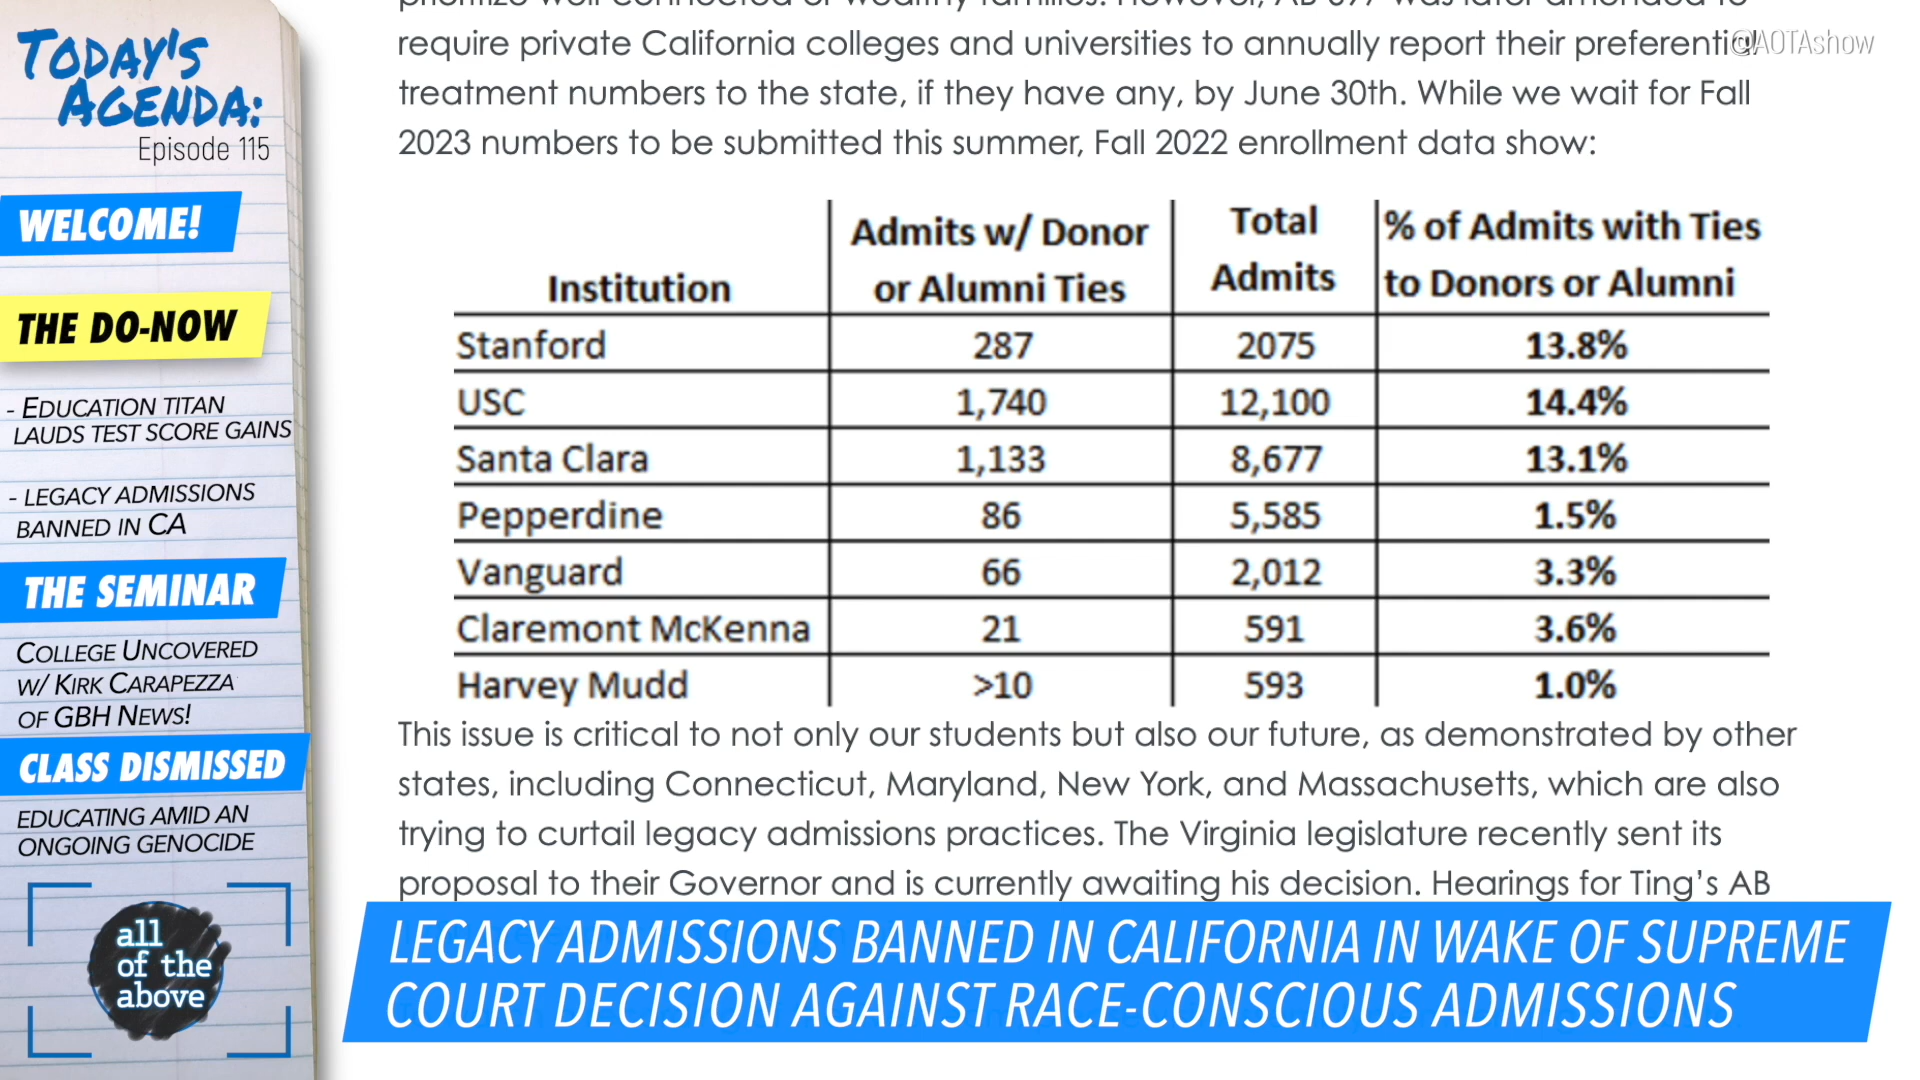 TODAY'S
AGENDA:
Episode 115
WELCOME!
THE DO-NOW
- EDUCATION TITAN
LAUDS TEST SCORE GAINS
- LEGACY ADMISSIONS
BANNED IN CA
THE SEMINAR
COLLEGE UNCOVERED
W/ KIRK CARAPEZZA
OF GBH NEWS!
CLASS DISMISSED
EDUCATING AMID AN
ONGOING GENOCIDE
all
of the
above
@AOTAshow
require private California colleges and universities to annually report their preferential
treatment numbers to the state, if they have any, by June 30th. While we wait for Fall
2023 numbers to be submitted this summer, Fall 2022 enrollment data show:
Institution Admits w/ Donor or Alumni Ties Total Admits % of Admits with Ties to Donors or Alumni
Stanford 287 2075 13.8%
USC 1,740 12,100 14.4%
Santa Clara 1,133 8,677 13.1%
Pepperdine 86 5,585 1.5%
Vanguard 66 2,012 3.3%
Claremont McKenna 21 591 3.6%
Harvey Mudd >10 593 1.0%
This issue is critical to not only our students but also our future, as demonstrated by other
states, including Connecticut, Maryland, New York, and Massachusetts, which are also
trying to curtail legacy admissions practices. The Virginia legislature recently sent its
proposal to their Governor and is currently awaiting his decision. Hearings for Ting's AB
LEGACY ADMISSIONS BANNED IN CALIFORNIA IN WAKE OF SUPREME
COURT DECISION AGAINST RACE-CONSCIOUS ADMISSIONS